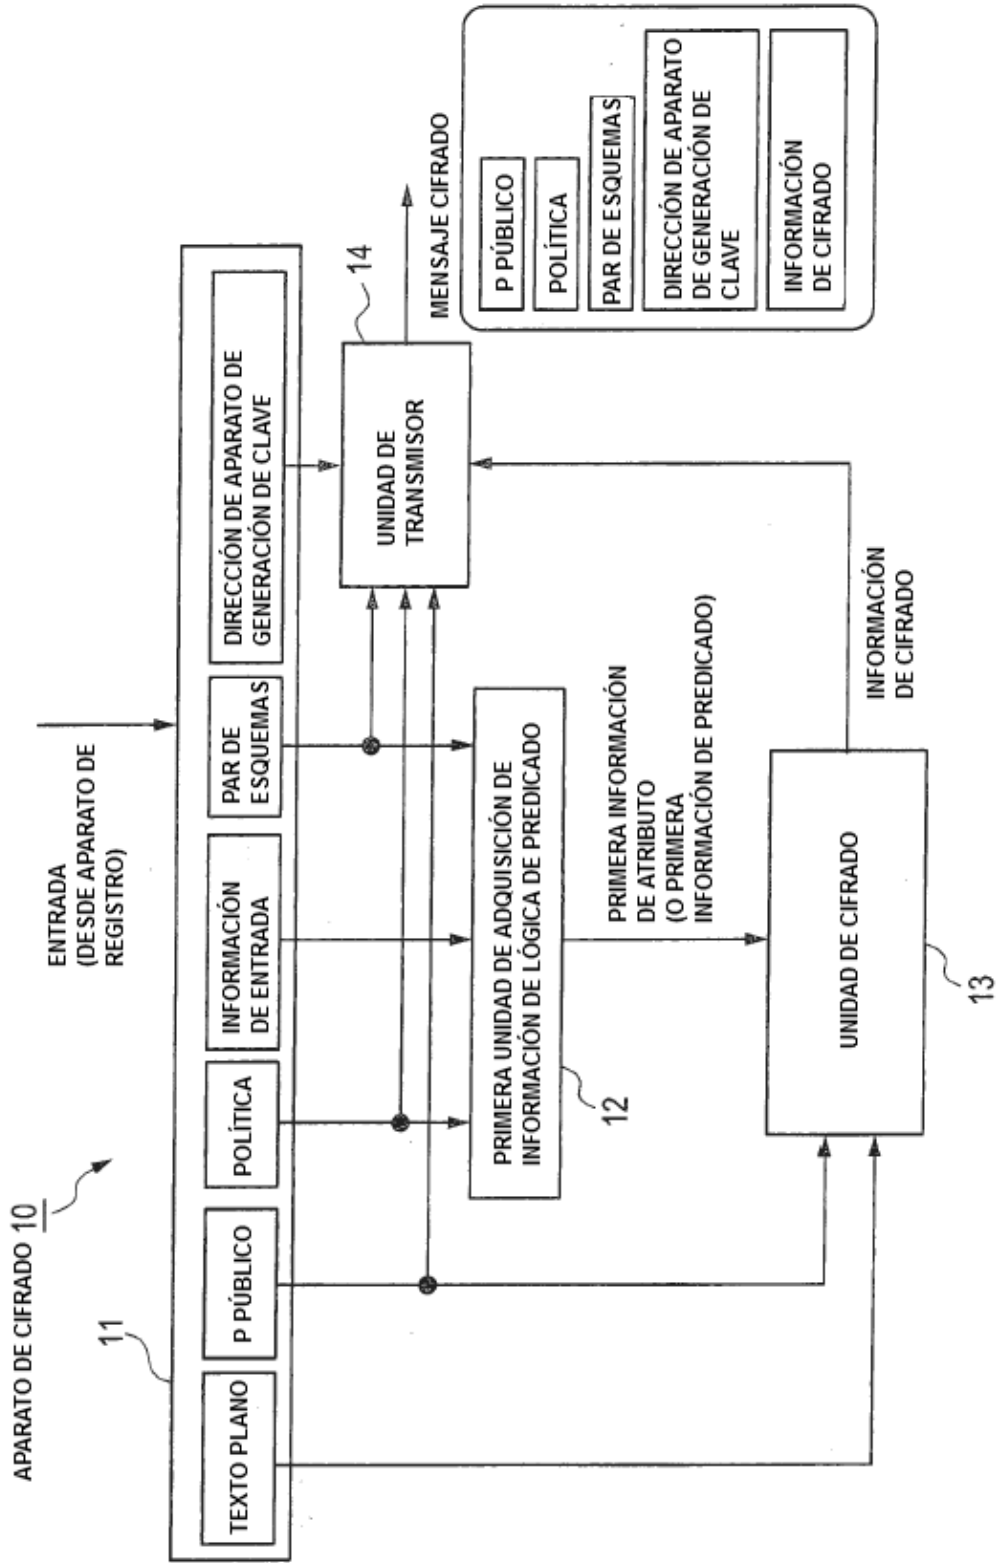 APARATO DE CIFRADO 10
ENTRADA
(DESDE APARATO DE
REGISTRO)
11
TEXTO PLANO
P PÚBLICO
POLÍTICA
INFORMACIÓN
DE ENTRADA
PAR DE
ESQUEMAS
DIRECCIÓN DE APARATO DE
GENERACIÓN DE CLAVE
14
UNIDAD DE
TRANSMISOR
MENSAJE CIFRADO
P PÚBLICO
POLÍTICA
PAR DE ESQUEMAS
DIRECCIÓN DE APARATO
DE GENERACIÓN DE
CLAVE
INFORMACIÓN
DE CIFRADO
PRIMERA UNIDAD DE ADQUISICIÓN DE
INFORMACIÓN DE LÓGICA DE PREDICADO
12
PRIMERA INFORMACIÓN
DE ATRIBUTO
(O PRIMERA
INFORMACIÓN DE PREDICADO)
INFORMACIÓN
DE CIFRADO
UNIDAD DE CIFRADO
13